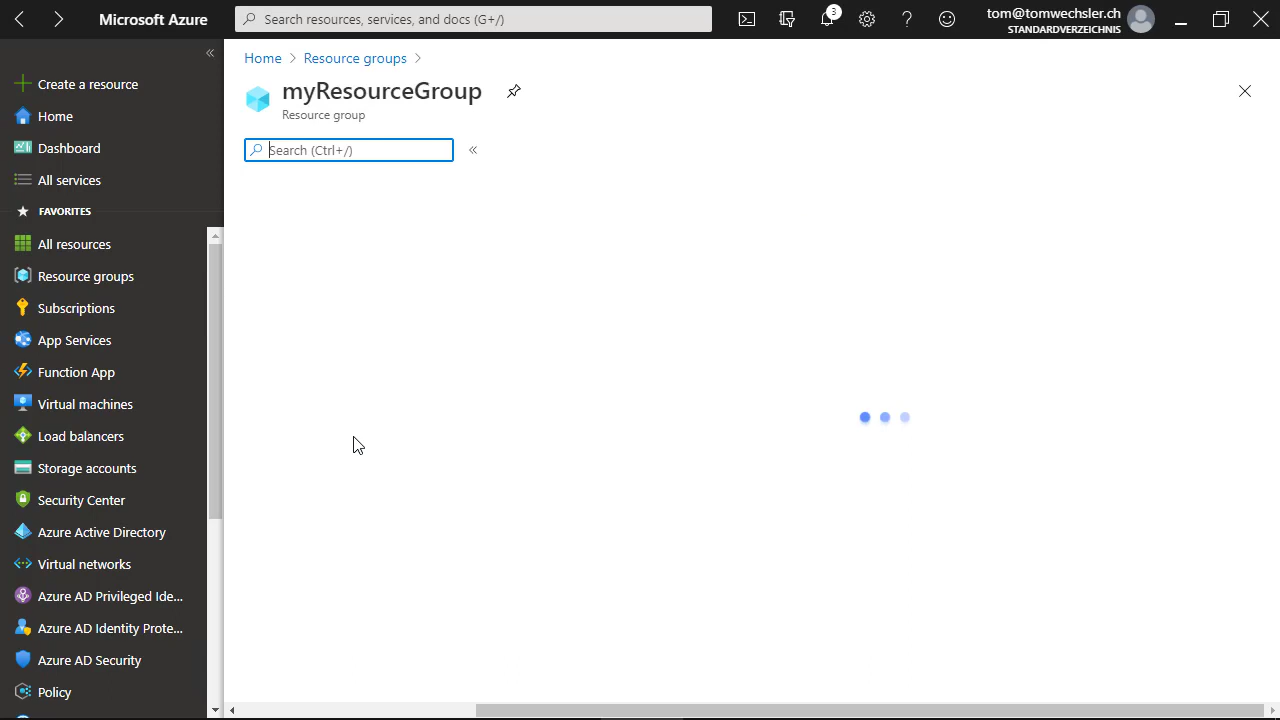 Microsoft Azure
Search resources, services, and docs (G+/)
3
tom@tomwechsler.ch
STANDARDVERZEICHNIS
Create a resource
Home
Dashboard
All services
FAVORITES
All resources
Resource groups
Subscriptions
App Services
Function App
Virtual machines
Load balancers
Storage accounts
Security Center
Azure Active Directory
Virtual networks
Azure AD Privileged Ide...
Azure AD Identity Prote...
Azure AD Security
Policy
Home > Resource groups >
myResourceGroup
Resource group
Search (Ctrl+/)